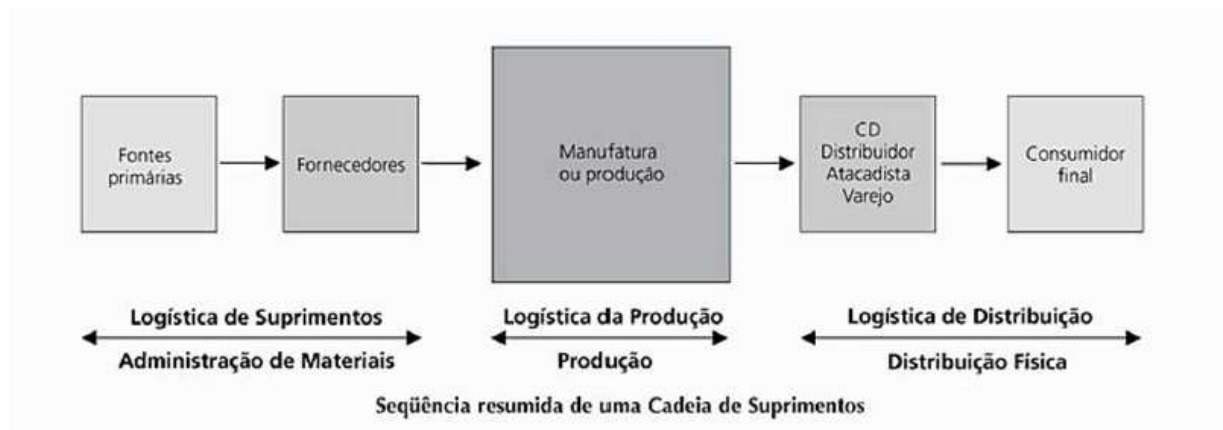 Fontes
primárias
Fornecedores
Manufatura
ou produção
CD
Distribuidor
Atacadista
Varejo
Consumidor
final
Logística de Suprimentos
Administração de Materiais
Logística da Produção
Produção
Logística de Distribuição
Distribuição Física
Seqüência resumida de uma Cadeia de Suprimentos